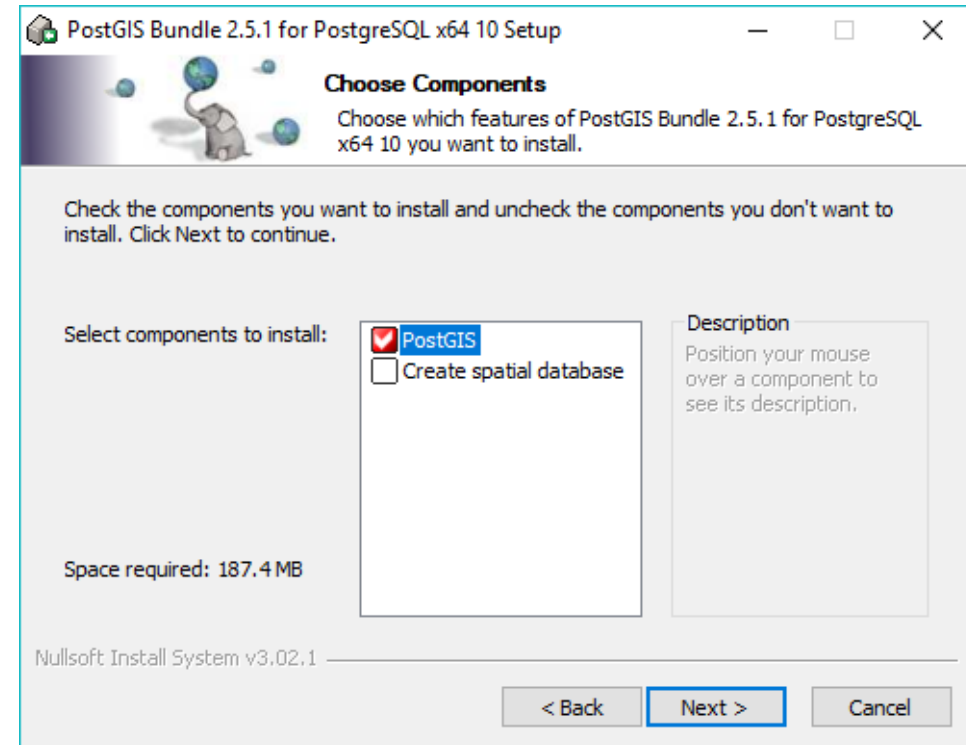 PostGIS Bundle 2.5.1 for PostgreSQL x64 10 Setup
Choose Components
Choose which features of PostGIS Bundle 2.5.1 for PostgreSQL
x64 10 you want to install.
Check the components you want to install and uncheck the components you don't want to
install. Click Next to continue.
Select components to install:
PostGIS
Create spatial database
Description
Position your mouse
over a component to
see its description.
Space required: 187.4 MB
Nullsoft Install System v3.02.1
< Back
Next >
Cancel